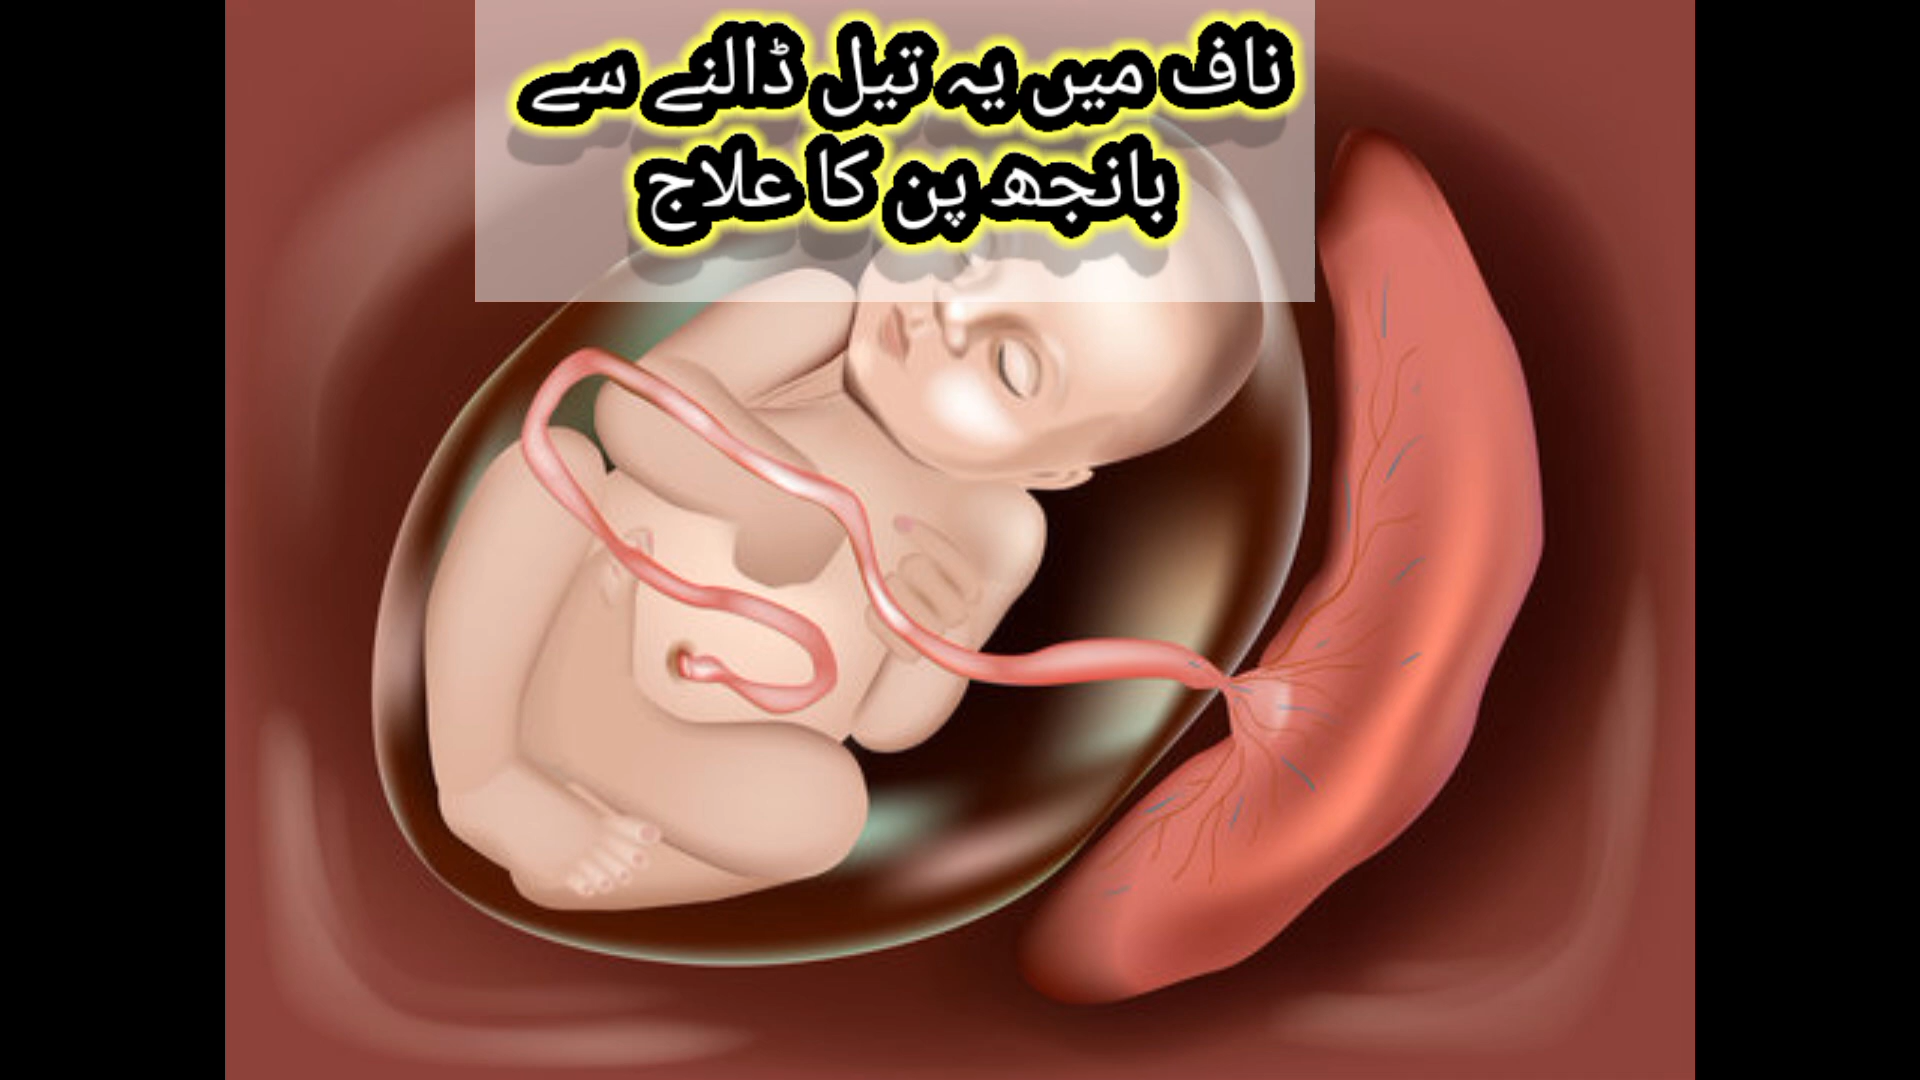 ناف میں یہ تیل ڈالنے سے
بانجھ پن کا علاج